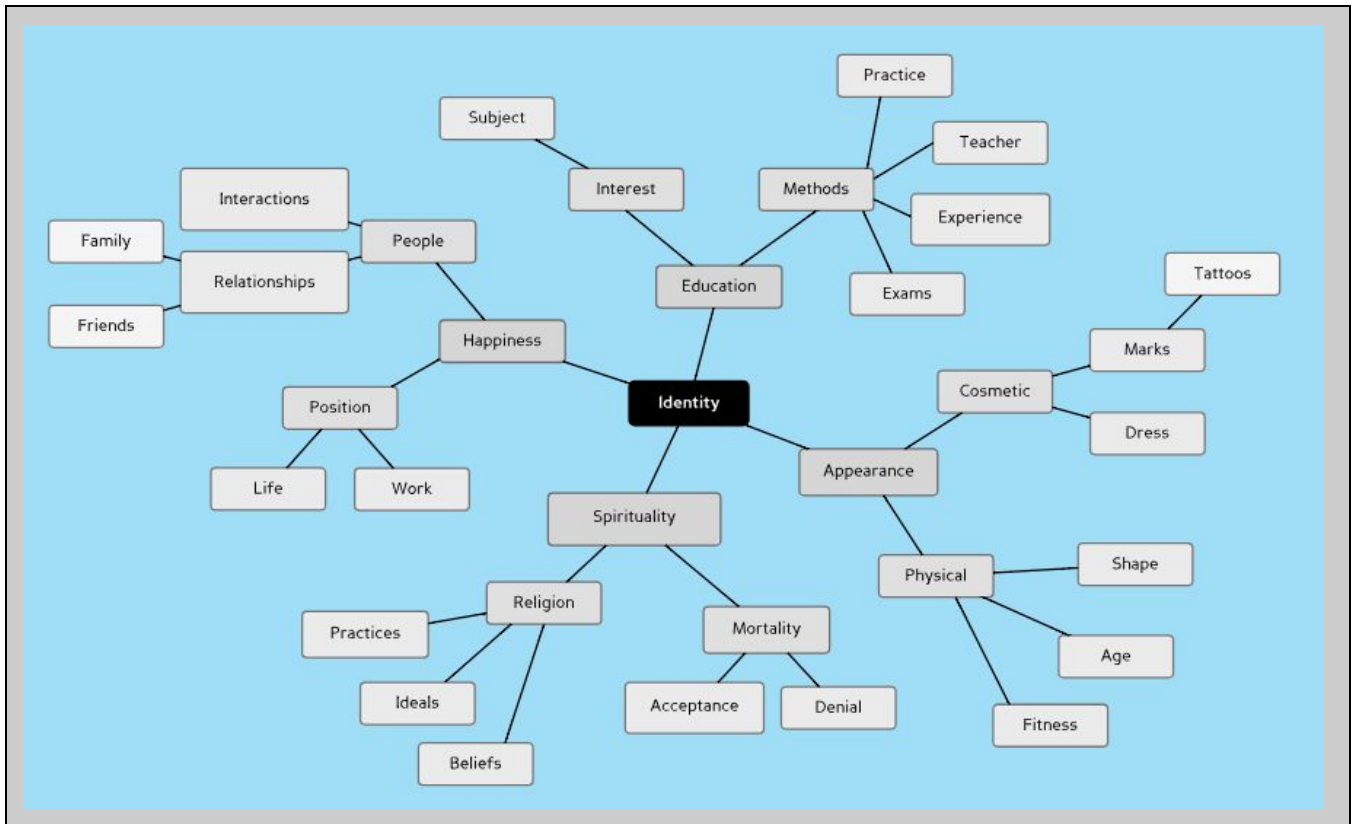 Practice
Subject
Teacher
Interest
Methods
Interactions
Experience
Family
People
Relationships
Education
Exams
Tattoos
Friends
Happiness
Marks
Cosmetic
Identity
Position
Dress
Appearance
Life
Work
Spirituality
Shape
Physical
Religion
Practices
Mortality
Age
Ideals
Acceptance
Denial
Fitness
Beliefs